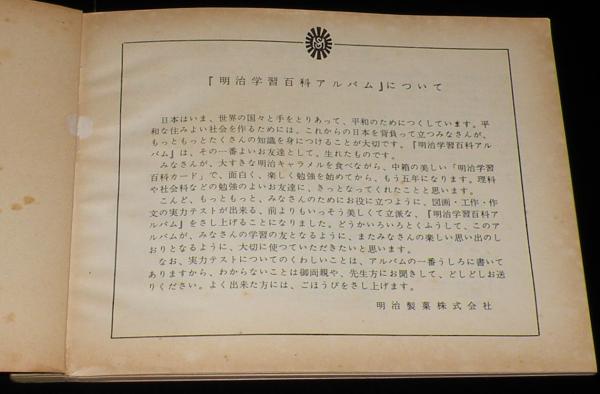 『明治学習百科アルバム』について
日本はいま、世界の国々と手をとりあって、平和のためにつくしています。平
和な住みよい社会を作るためには、これからの日本を背負って立つみなさんが、
もっともっとたくさんの知識を身につけることが大切です。『明治学習百科アル
バム』は、その一番よいお友達として、生れたものです。
みなさんが、大すきな明治キャラメルを食べながら、中箱の美しい「明治学習
百科カード」で、面白く、楽しく勉強を始めてから、もう五年になります。理科
や社会科などの勉強のよいお友達に、きっとなってくれたことと思います。
こんど、もっともっと、みなさんのためにお役に立つように、図画・工作・作
文の実力テストが出来る、前よりもいっそう美しくて立派な、『明治学習百科ア
ルバム』をさし上げることになりました。どうかいろいろとくふうして、このア
ルバムが、みなさんの学習の友となるように、またみなさんの楽しい思い出のし
おりとなるように、大切に使つていただきたいと思います。
なお、実力テストについてのくわしいことは、アルバムの一番うしろに書いて
ありますから、わからないことは御両親や、先生方にお聞きして、どしどしお送
りください。よく出来た方には、ごほうびをさし上げます。
明治製菓株式会社